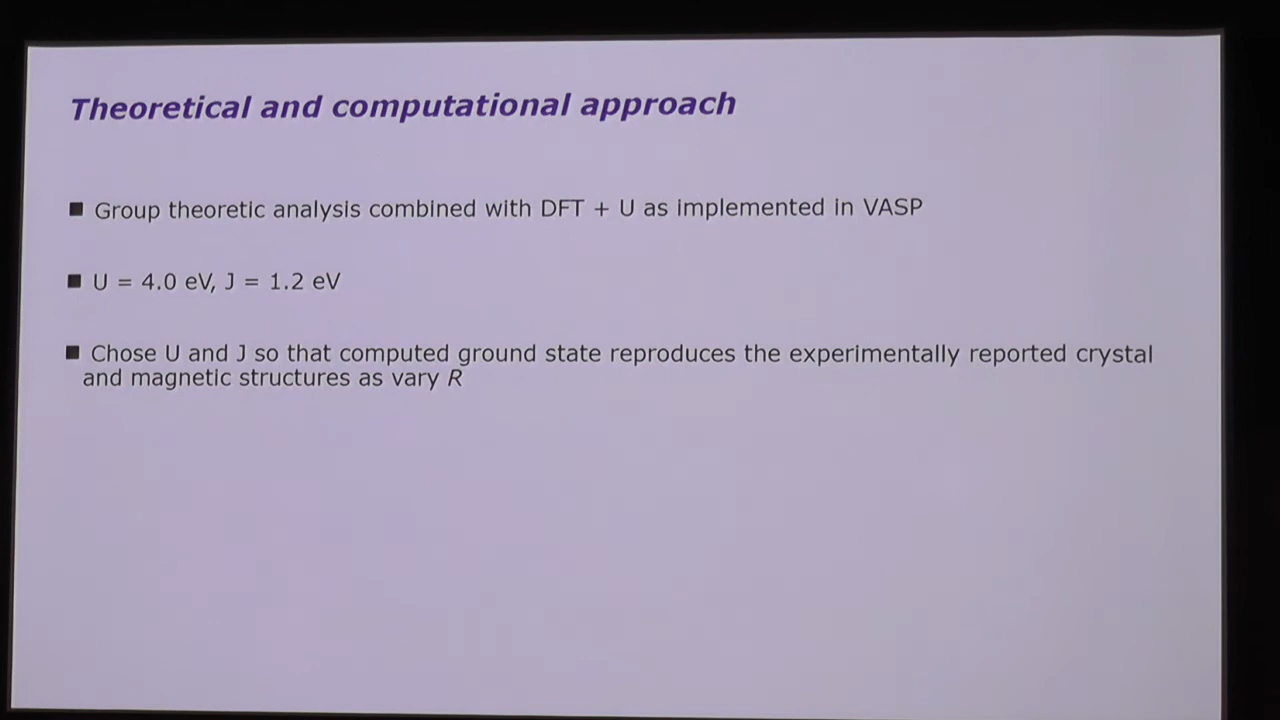 Theoretical and computational approach
■ Group theoretic analysis combined with DFT + U as implemented in VASP
■ U = 4.0 eV, J = 1.2 eV
■ Chose U and J so that computed ground state reproduces the experimentally reported crystal
and magnetic structures as vary R